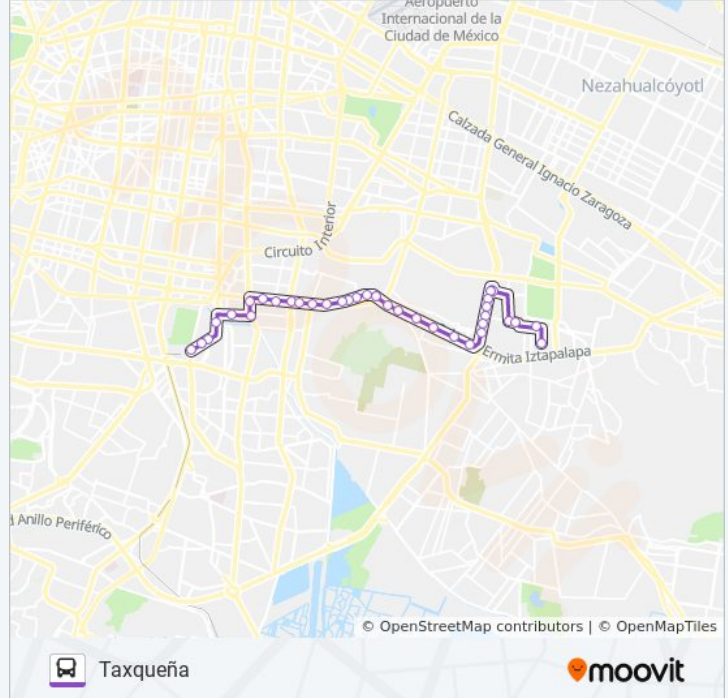 Aeropuerto
Internacional de la
Ciudad de México
Nezahualcóyotl
Calzada General Ignacio Zaragoza
Circuito Interior
Ermita Iztapalapa
Anillo Periférico
© OpenStreetMap contributors | © OpenMapTiles
Taxqueña
moovit